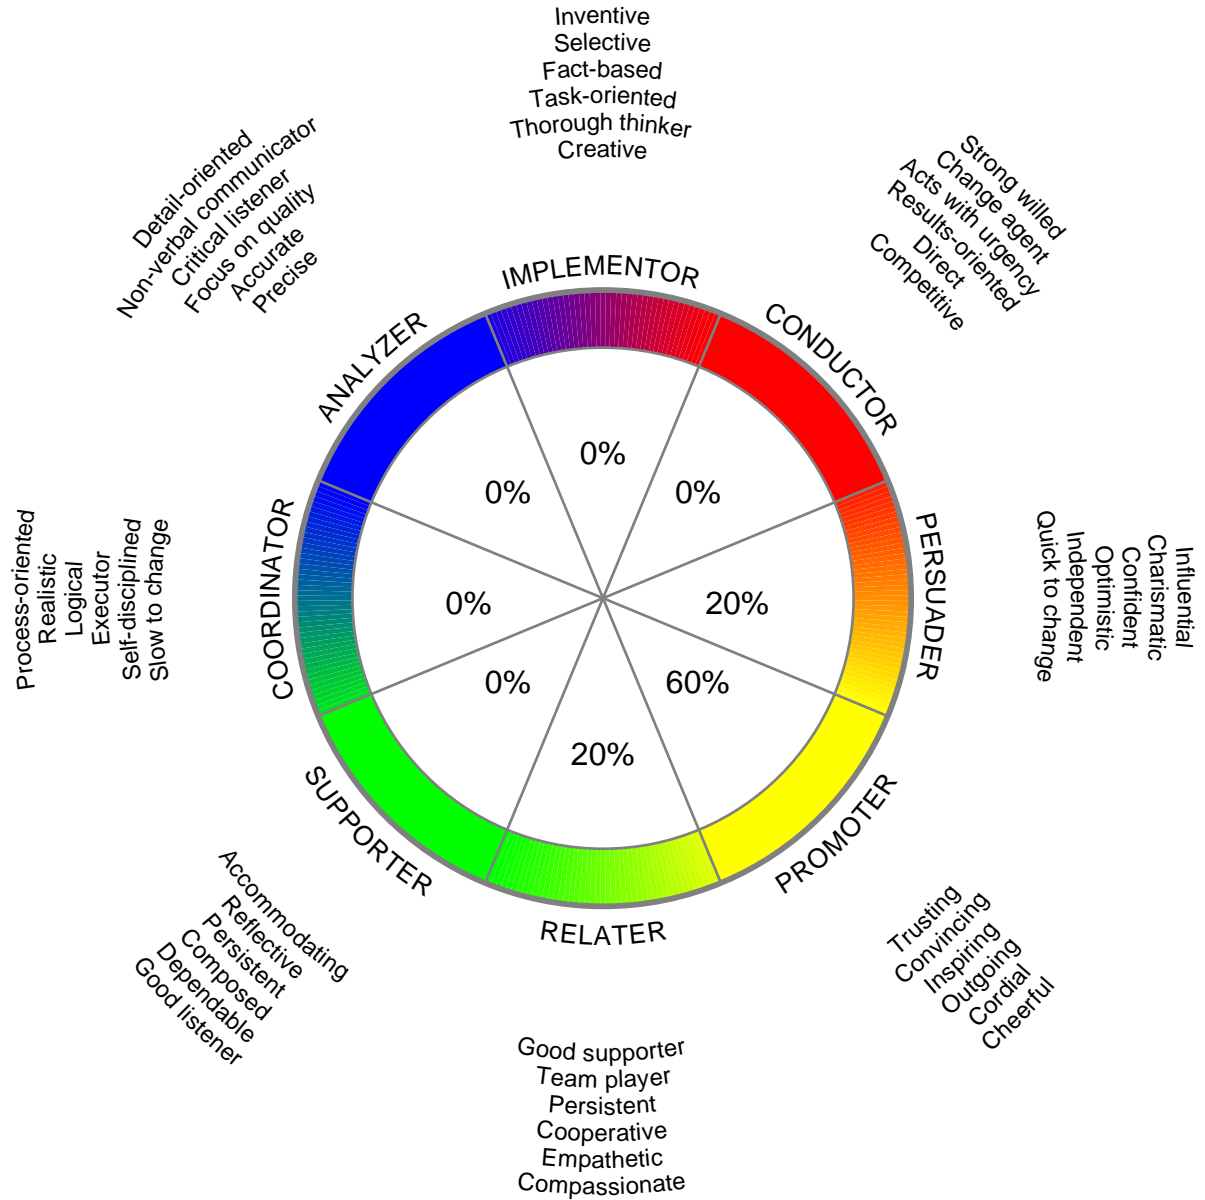 Inventive
Selective
Fact-based
Task-oriented
Thorough thinker
Creative
Detail-oriented
Non-verbal communicator
Critical listener
Focus on quality
Accurate
Precise
Strong willed
Change agent
Acts with urgency
Results-oriented
Direct
Competitive
IMPLEMENTOR
ANALYZER
CONDUCTOR
0%
0%
0%
Process-oriented
Realistic
Logical
Executor
Self-disciplined
Slow to change
COORDINATOR
0%
20%
PERSUADER
Influential
Charismatic
Confident
Optimistic
Independent
Quick to change
0%
60%
20%
SUPPORTER
RELATER
PROMOTER
Accommodating
Reflective
Persistent
Composed
Dependable
Good listener
Trusting
Convincing
Inspiring
Outgoing
Cordial
Cheerful
Good supporter
Team player
Persistent
Cooperative
Empathetic
Compassionate